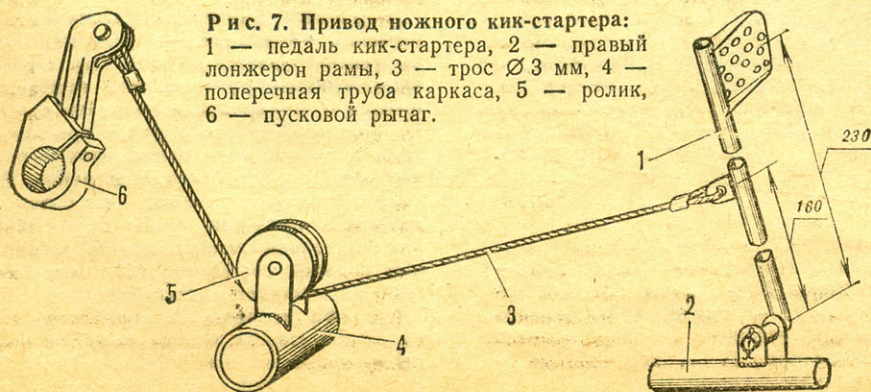 Рис. 7. Привод ножного кик-стартера:
1 — педаль кик-стартера, 2 — правый
лонжерон рамы, 3 — трос Ø 3 мм, 4 —
поперечная труба каркаса, 5 — ролик,
6 — пусковой рычаг.
1
230
6
160
5
3
2
4